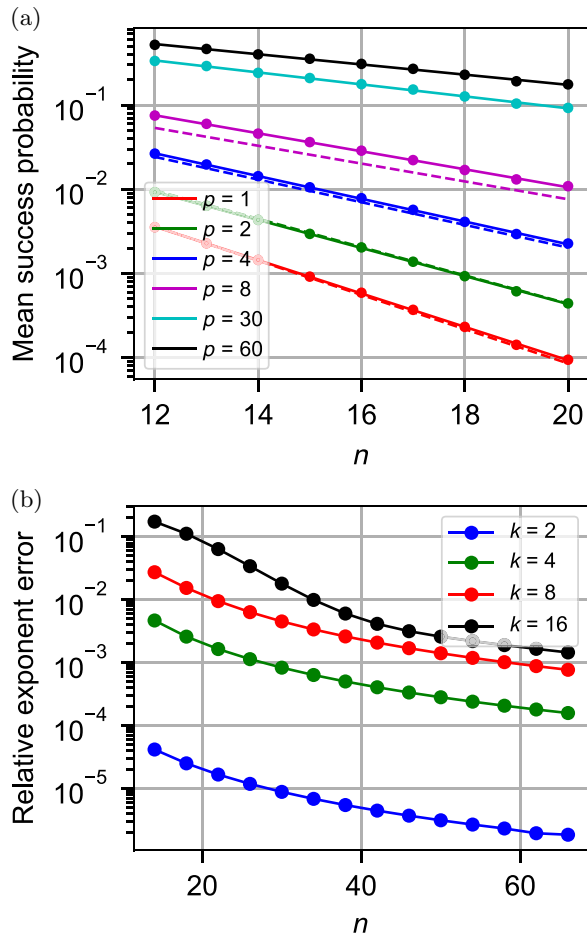 (a)
Mean success probability
10⁻¹
10⁻²
10⁻³
10⁻⁴
p = 1
p = 2
p = 4
p = 8
p = 30
p = 60
12
14
16
18
20
n
(b)
Relative exponent error
10⁻¹
10⁻²
10⁻³
10⁻⁴
10⁻⁵
k = 2
k = 4
k = 8
k = 16
20
40
60
n